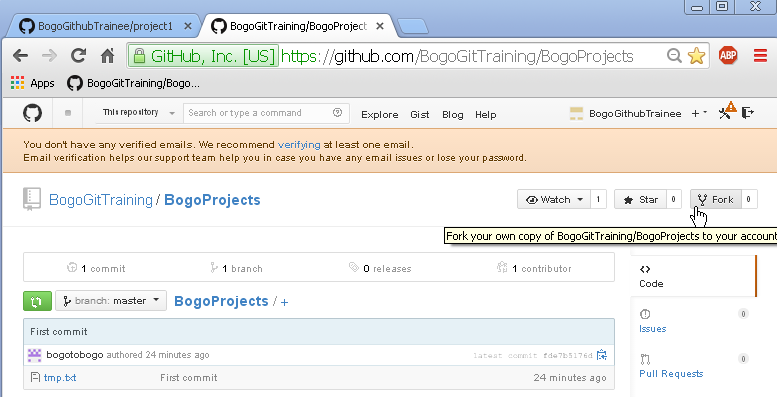 BogoGithubTrainee/project1 × BogoGitTraining/BogoProject ×
GitHub, Inc. [US] https://github.com/BogoGitTraining/BogoProjects ABP
Apps BogoGitTraining/Bogo...
This repository Search or type a command Explore Gist Blog Help BogoGithubTrainee +
You don't have any verified emails. We recommend verifying at least one email.
Email verification helps our support team help you in case you have any email issues or lose your password.
BogoGitTraining / BogoProjects Watch 1 Star 0 Fork 0
Fork your own copy of BogoGitTraining/BogoProjects to your account
1 commit 1 branch 0 releases 1 contributor
<> Code
branch: master BogoProjects / +
First commit
Issues 0
bogotobogo authored 24 minutes ago latest commit fde7b5176d
Pull Requests 0
tmp.txt First commit 24 minutes ago